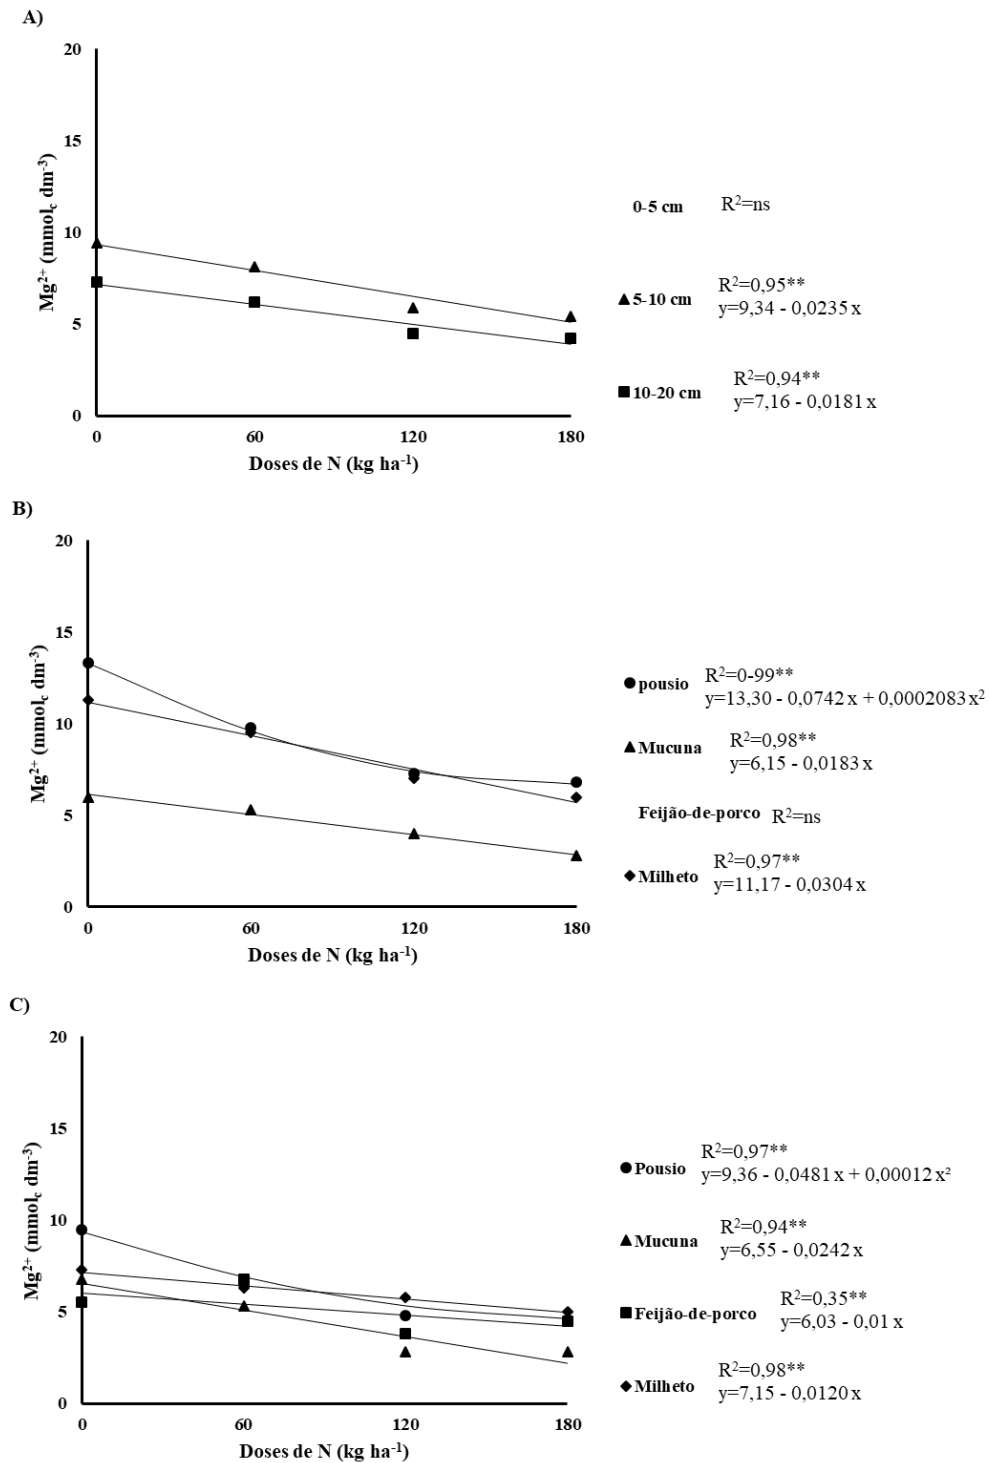 A)
20
15
10
5
0
0 60 120 180
Mg²⁺ (mmol_c dm⁻³)
Doses de N (kg ha⁻¹)
0-5 cm R²=ns
5-10 cm R²=0,95**
y=9,34 - 0,0235 x
10-20 cm R²=0,94**
y=7,16 - 0,0181 x
B)
20
15
10
5
0
0 60 120 180
Mg²⁺ (mmol_c dm⁻³)
Doses de N (kg ha⁻¹)
pousio R²=0-99**
y=13,30 - 0,0742 x + 0,0002083 x²
Mucuna R²=0,98**
y=6,15 - 0,0183 x
Feijão-de-porco R²=ns
Milheto R²=0,97**
y=11,17 - 0,0304 x
C)
20
15
10
5
0
0 60 120 180
Mg²⁺ (mmol_c dm⁻³)
Doses de N (kg ha⁻¹)
Pousio R²=0,97**
y=9,36 - 0,0481 x + 0,00012 x²
Mucuna R²=0,94**
y=6,55 - 0,0242 x
Feijão-de-porco R²=0,35**
y=6,03 - 0,01 x
Milheto R²=0,98**
y=7,15 - 0,0120 x